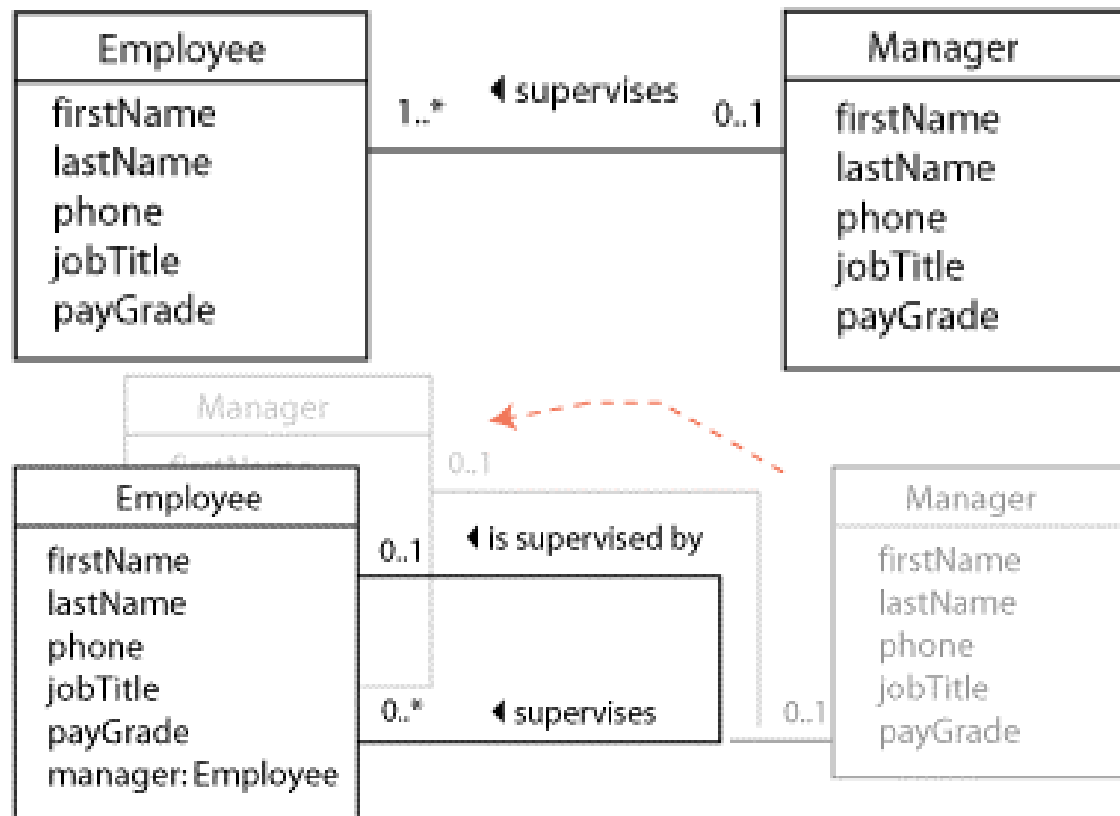 Employee
firstName
lastName
phone
jobTitle
payGrade
1..*
◀ supervises
0..1
Manager
firstName
lastName
phone
jobTitle
payGrade
Manager
firstName
0..1
Employee
firstName
lastName
phone
jobTitle
payGrade
manager: Employee
0..1
◀ is supervised by
0..*
◀ supervises
0..1
Manager
firstName
lastName
phone
jobTitle
payGrade